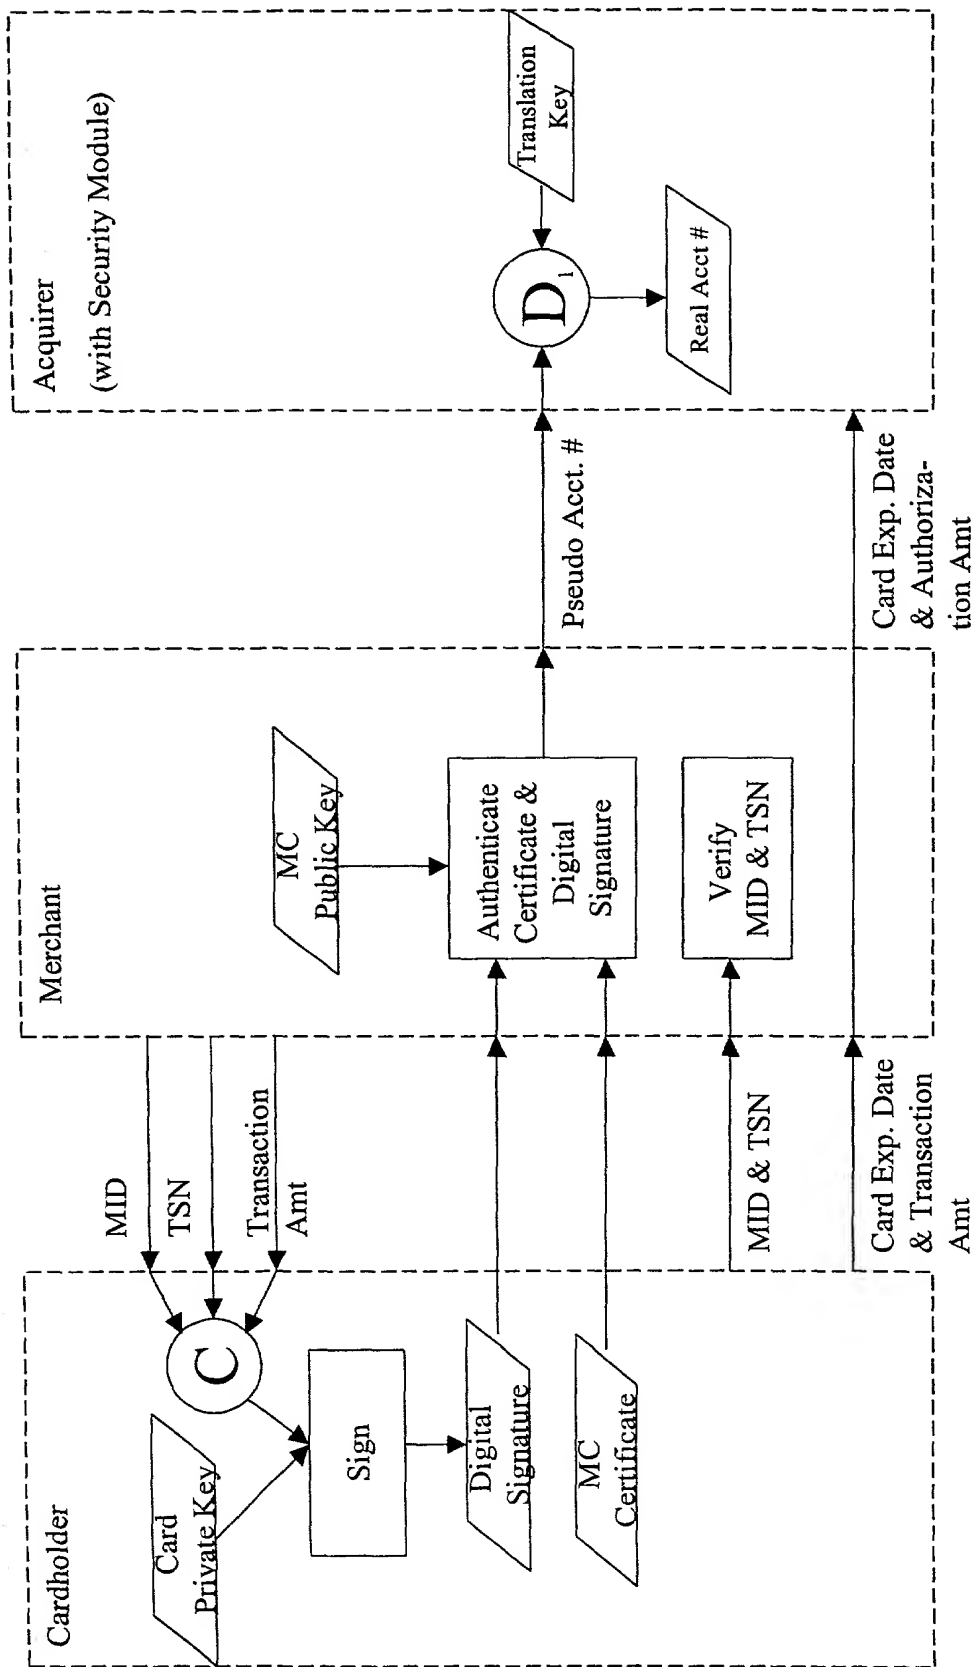 Cardholder
Card
Private Key
C
Sign
Digital
Signature
MC
Certificate
MID
TSN
Transaction
Amt
MID & TSN
Card Exp. Date
& Transaction
Amt
Merchant
MC
Public Key
Authenticate
Certificate &
Digital
Signature
Verify
MID & TSN
Pseudo Acct. #
Card Exp. Date
& Authoriza-
tion Amt
Acquirer
(with Security Module)
Translation
Key
D1
Real Acct #